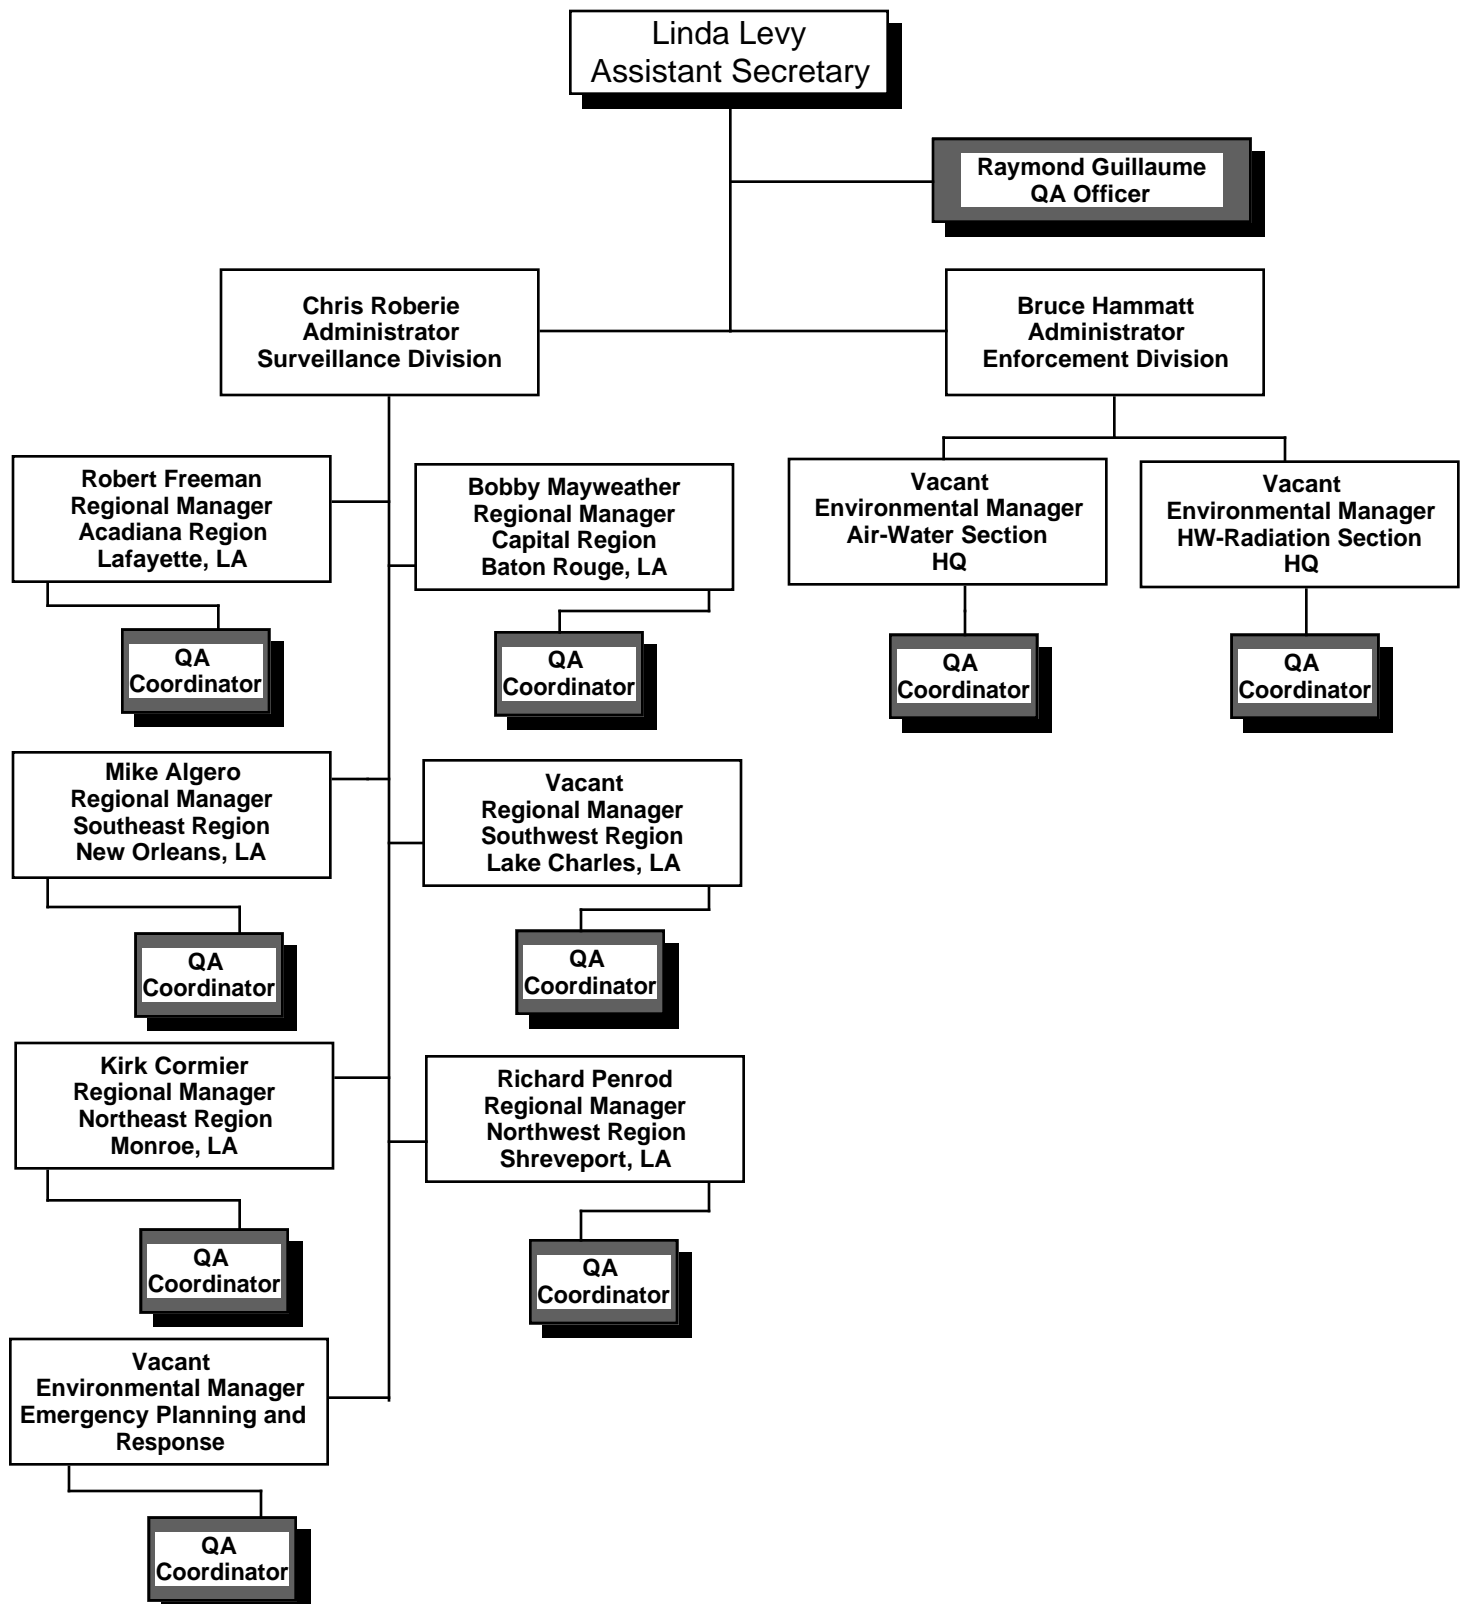 Linda Levy
Assistant Secretary
Raymond Guillaume
QA Officer
Chris Roberie
Administrator
Surveillance Division
Bruce Hammatt
Administrator
Enforcement Division
Robert Freeman
Regional Manager
Acadiana Region
Lafayette, LA
Bobby Mayweather
Regional Manager
Capital Region
Baton Rouge, LA
Vacant
Environmental Manager
Air-Water Section
HQ
Vacant
Environmental Manager
HW-Radiation Section
HQ
QA
Coordinator
QA
Coordinator
QA
Coordinator
QA
Coordinator
Mike Algero
Regional Manager
Southeast Region
New Orleans, LA
Vacant
Regional Manager
Southwest Region
Lake Charles, LA
QA
Coordinator
QA
Coordinator
Kirk Cormier
Regional Manager
Northeast Region
Monroe, LA
Richard Penrod
Regional Manager
Northwest Region
Shreveport, LA
QA
Coordinator
QA
Coordinator
Vacant
Environmental Manager
Emergency Planning and
Response
QA
Coordinator